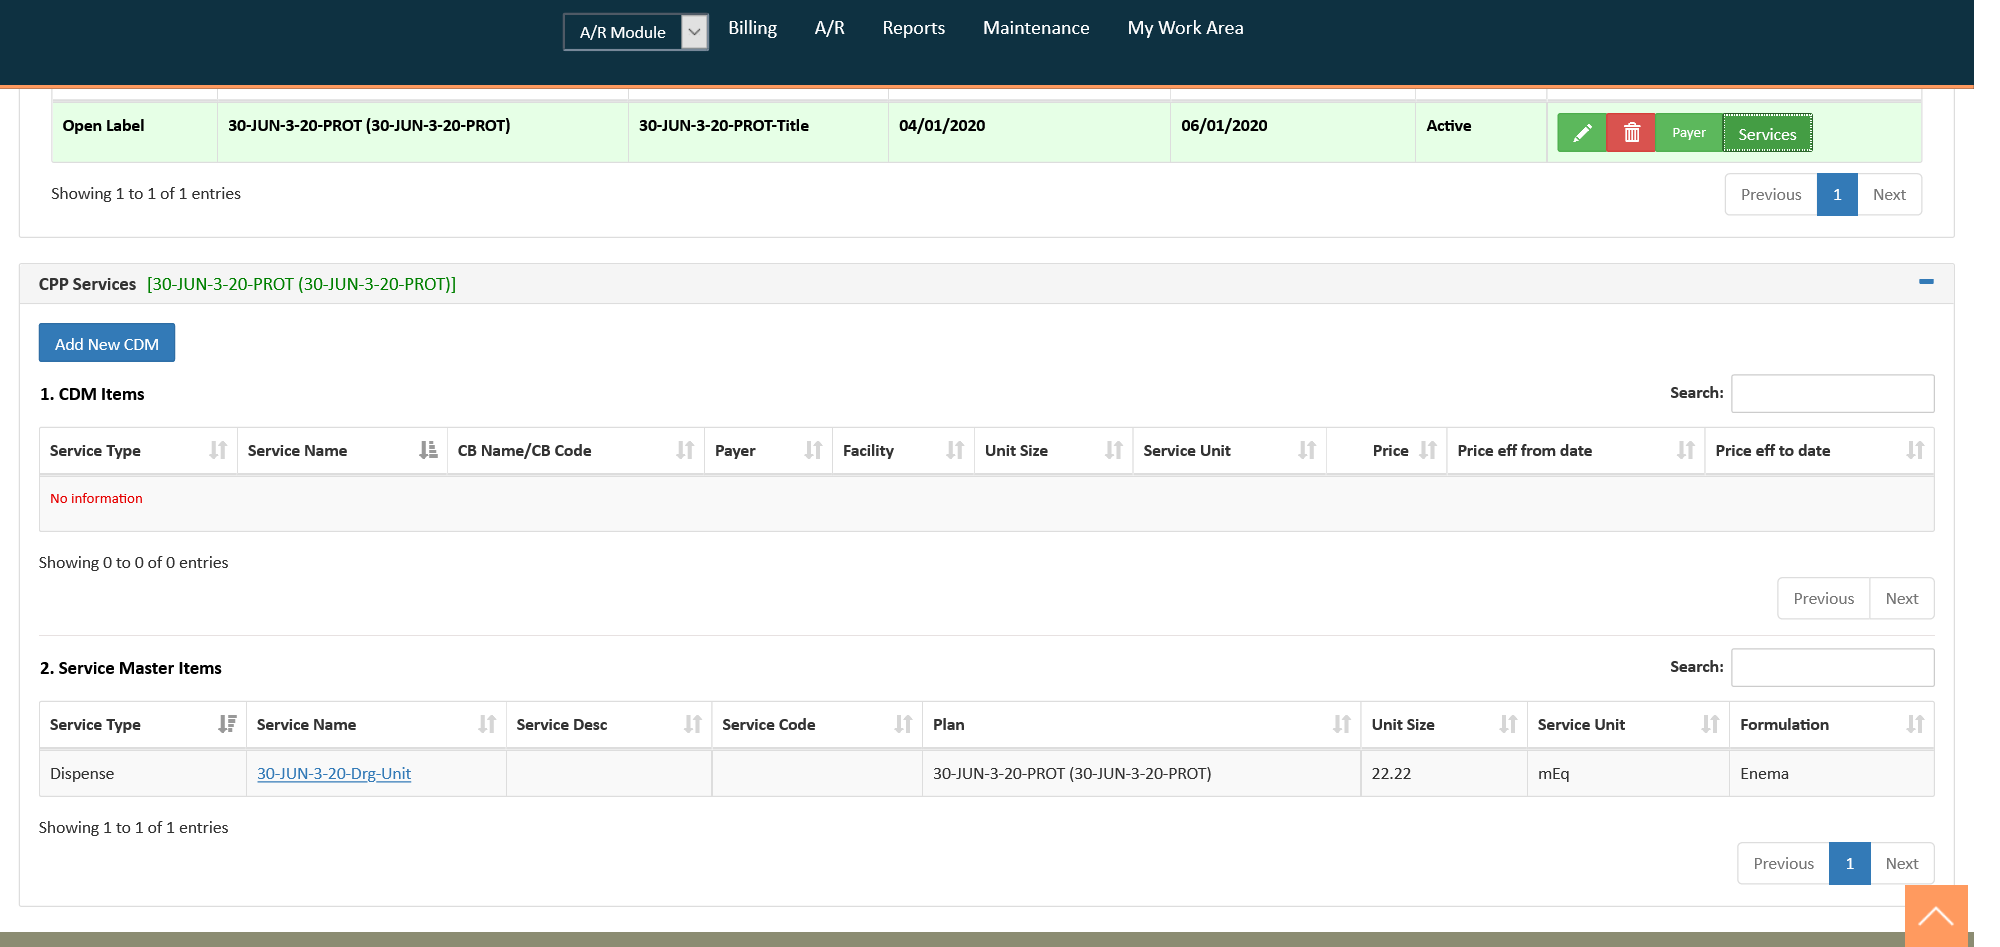 A/R Module Billing A/R Reports Maintenance My Work Area
Open Label 30-JUN-3-20-PROT (30-JUN-3-20-PROT) 30-JUN-3-20-PROT-Title 04/01/2020 06/01/2020 Active Payer Services
Showing 1 to 1 of 1 entries
Previous 1 Next
CPP Services [30-JUN-3-20-PROT (30-JUN-3-20-PROT)]
Add New CDM
1. CDM Items Search:
Service Type Service Name CB Name/CB Code Payer Facility Unit Size Service Unit Price Price eff from date Price eff to date
No information
Showing 0 to 0 of 0 entries
Previous Next
2. Service Master Items Search:
Service Type Service Name Service Desc Service Code Plan Unit Size Service Unit Formulation
Dispense 30-JUN-3-20-Drg-Unit 30-JUN-3-20-PROT (30-JUN-3-20-PROT) 22.22 mEq Enema
Showing 1 to 1 of 1 entries
Previous 1 Next